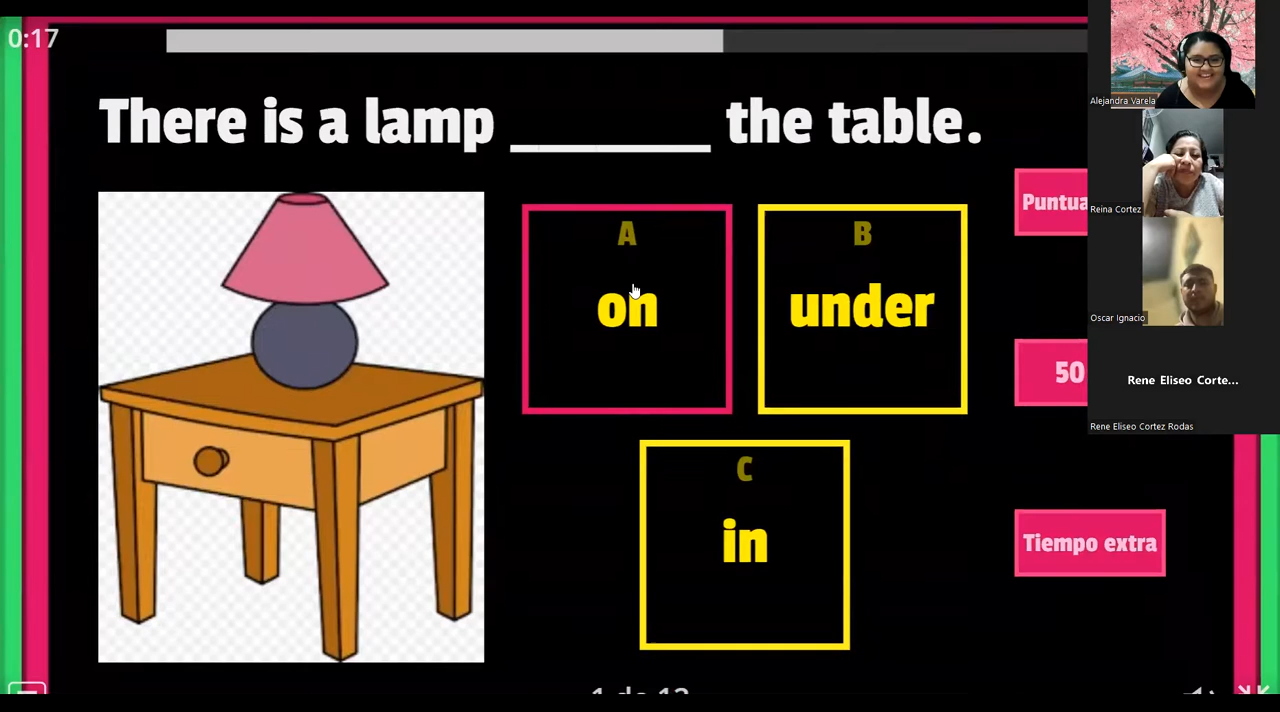 0:17
There is a lamp ________ the table.
A
on
B
under
C
in
50
Tiempo extra
Alejandra Varela
Reina Cortez
Oscar Ignacio
Rene Eliseo Corte...
Rene Eliseo Cortez Rodas